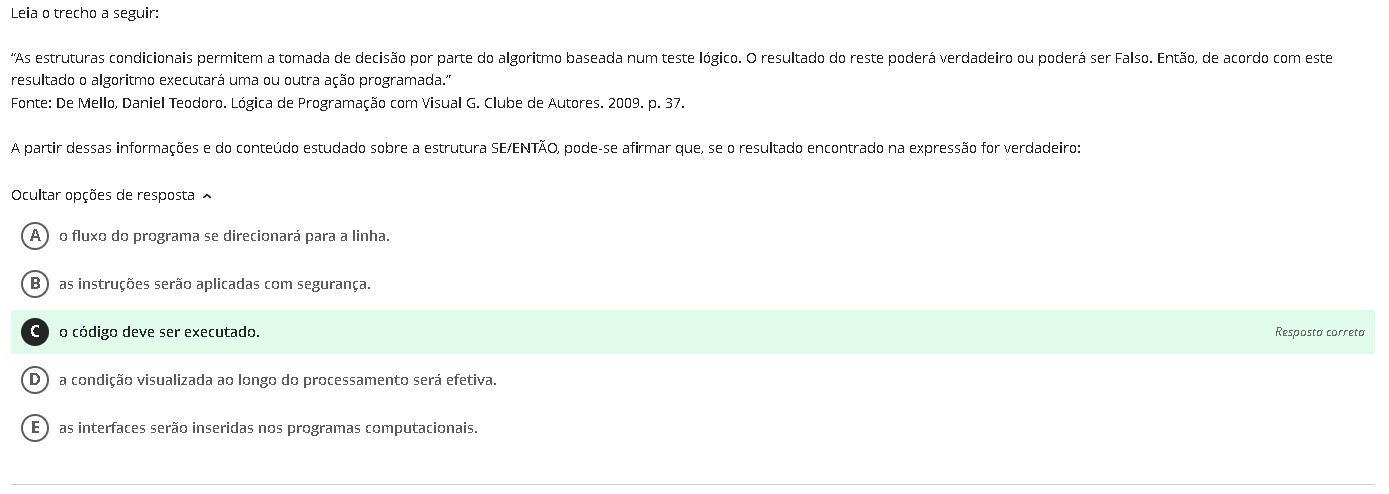 Leia o trecho a seguir:
“As estruturas condicionais permitem a tomada de decisão por parte do algoritmo baseada num teste lógico. O resultado do reste poderá verdadeiro ou poderá ser Falso. Então, de acordo com este
resultado o algoritmo executará uma ou outra ação programada.”
Fonte: De Mello, Daniel Teodoro. Lógica de Programação com Visual G. Clube de Autores. 2009. p. 37.
A partir dessas informações e do conteúdo estudado sobre a estrutura SE/ENTÃO, pode-se afirmar que, se o resultado encontrado na expressão for verdadeiro:
Ocultar opções de resposta
A o fluxo do programa se direcionará para a linha.
B as instruções serão aplicadas com segurança.
C o código deve ser executado. Resposta correta
D a condição visualizada ao longo do processamento será efetiva.
E as interfaces serão inseridas nos programas computacionais.